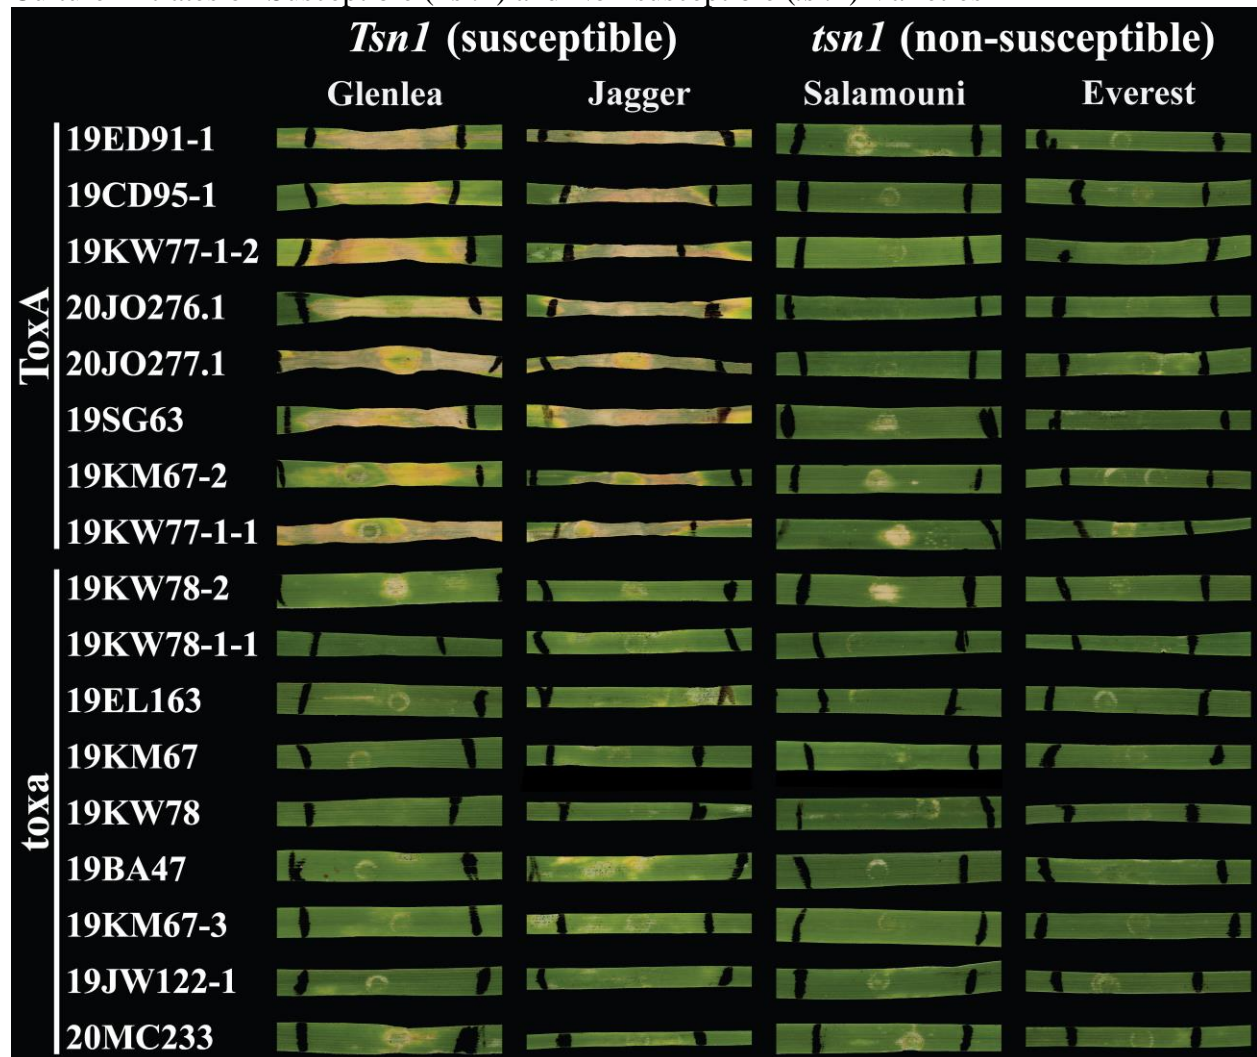 Tsn1 (susceptible) tsn1 (non-susceptible)
Glenlea Jagger Salamouni Everest
ToxA
19ED91-1
19CD95-1
19KW77-1-2
20JO276.1
20JO277.1
19SG63
19KM67-2
19KW77-1-1
toxa
19KW78-2
19KW78-1-1
19EL163
19KM67
19KW78
19BA47
19KM67-3
19JW122-1
20MC233